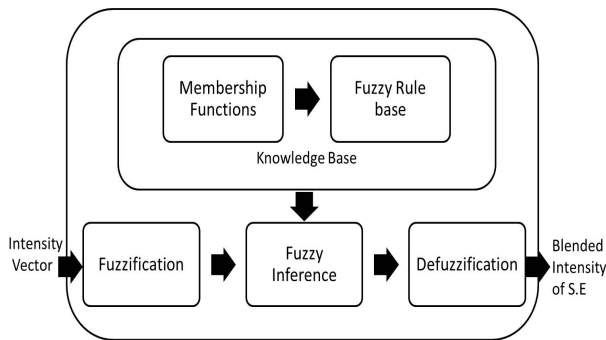 Membership
Functions
Fuzzy Rule
base
Knowledge Base
Intensity
Vector
Fuzzification
Fuzzy
Inference
Defuzzification
Blended
Intensity
of S.E